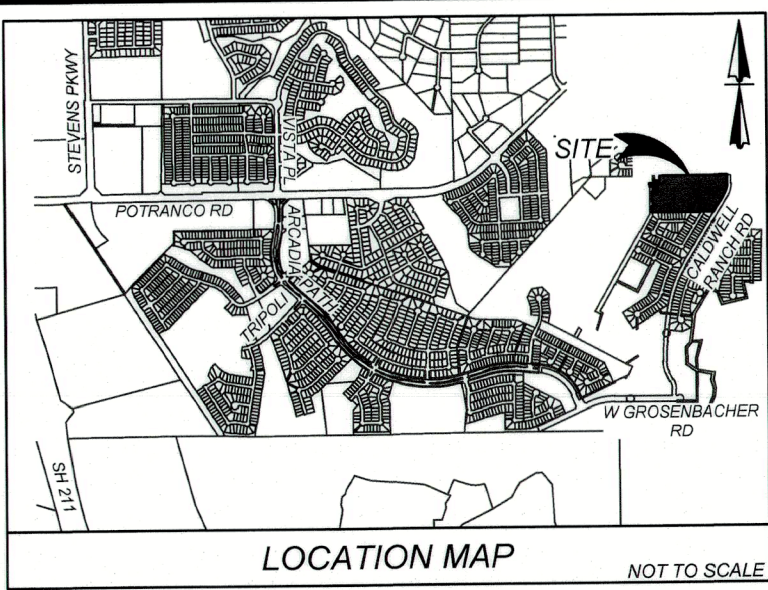 STEVENS PKWY
VISTA PL
SITE
POTRANCO RD
ARCADIA PATH
CALDWELL
RANCH RD
TRIPOLI
W GROSENBACHER
RD
SH 211
LOCATION MAP
NOT TO SCALE